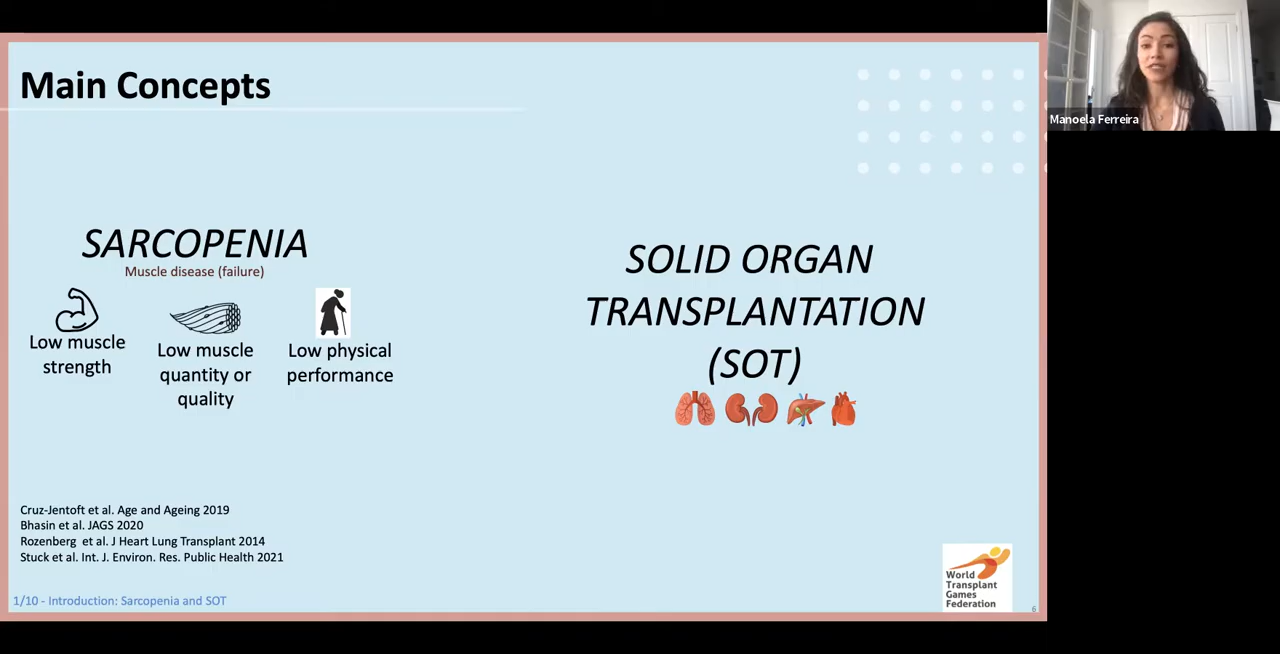 Main Concepts
Manoela Ferreira
SARCOPENIA
Muscle disease (failure)
Low muscle
strength
Low muscle
quantity or
quality
Low physical
performance
SOLID ORGAN
TRANSPLANTATION
(SOT)
Cruz-Jentoft et al. Age and Ageing 2019
Bhasin et al. JAGS 2020
Rozenberg et al. J Heart Lung Transplant 2014
Stuck et al. Int. J. Environ. Res. Public Health 2021
1/10 - Introduction: Sarcopenia and SOT
World
Transplant
Games
Federation
6